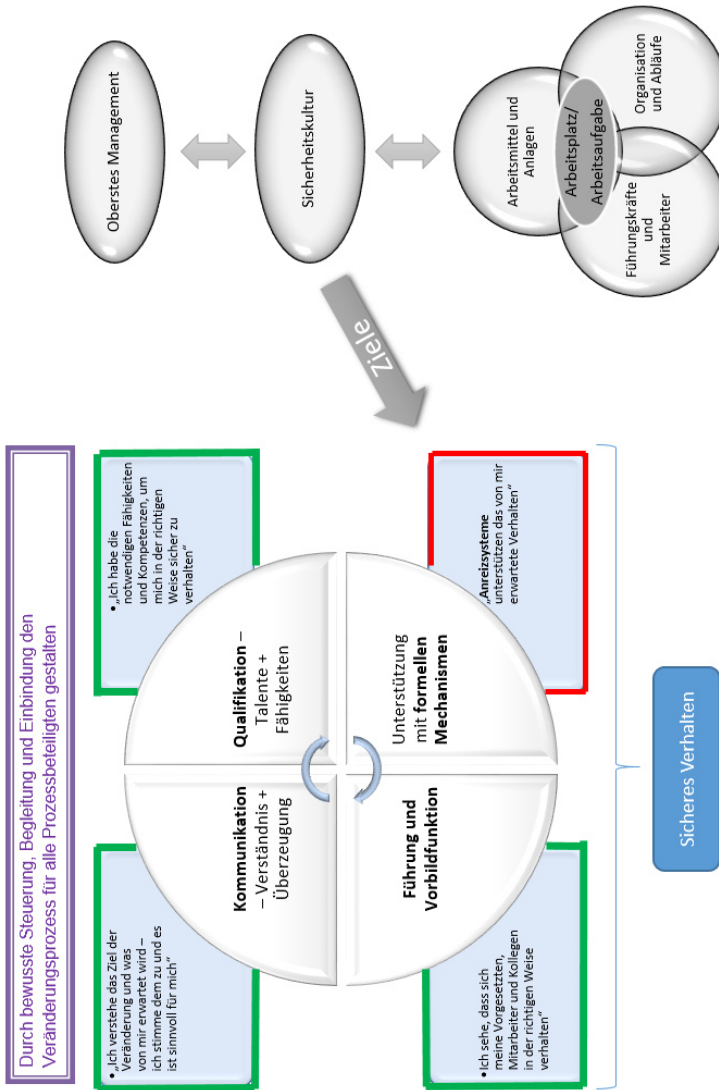 Durch bewusste Steuerung, Begleitung und Einbindung den
Veränderungsprozess für alle Prozessbeteiligten gestalten
• „Ich verstehe das Ziel der
Veränderung und was
von mir erwartet wird –
ich stimme dem zu und es
ist sinnvoll für mich“
• „Ich habe die
notwendigen Fähigkeiten
und Kompetenzen, um
mich in der richtigen
Weise sicher zu
verhalten“
Kommunikation
– Verständnis +
Überzeugung
Qualifikation –
Talente +
Fähigkeiten
Führung und
Vorbildfunktion
Unterstützung
mit formellen
Mechanismen
• Ich sehe, dass sich
meine Vorgesetzten,
Mitarbeiter und Kollegen
in der richtigen Weise
verhalten“
„Anreizsysteme
unterstützen das von mir
erwartete Verhalten“
Sicheres Verhalten
Ziele
Oberstes Management
Sicherheitskultur
Arbeitsmittel und
Anlagen
Arbeitsplatz/
Arbeitsaufgabe
Führungskräfte
und
Mitarbeiter
Organisation
und Abläufe